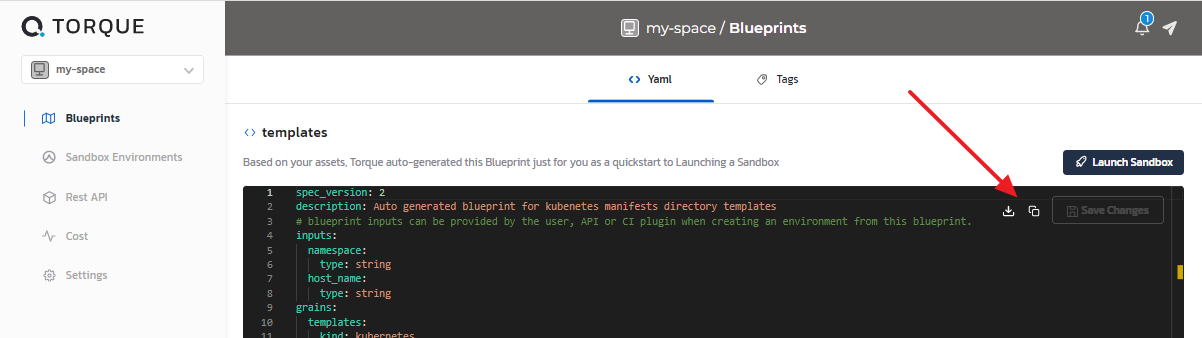 TORQUE
my-space / Blueprints
1
my-space
Yaml
Tags
Blueprints
Sandbox Environments
Rest API
Cost
Settings
templates
Based on your assets, Torque auto-generated this Blueprint just for you as a quickstart to Launching a Sandbox
Launch Sandbox
Save Changes
1 spec_version: 2
2 description: Auto generated blueprint for kubernetes manifests directory templates
3 # blueprint inputs can be provided by the user, API or CI plugin when creating an environment from this blueprint.
4 inputs:
5 namespace:
6 type: string
7 host_name:
8 type: string
9 grains:
10 templates:
11 kind: kubernetes